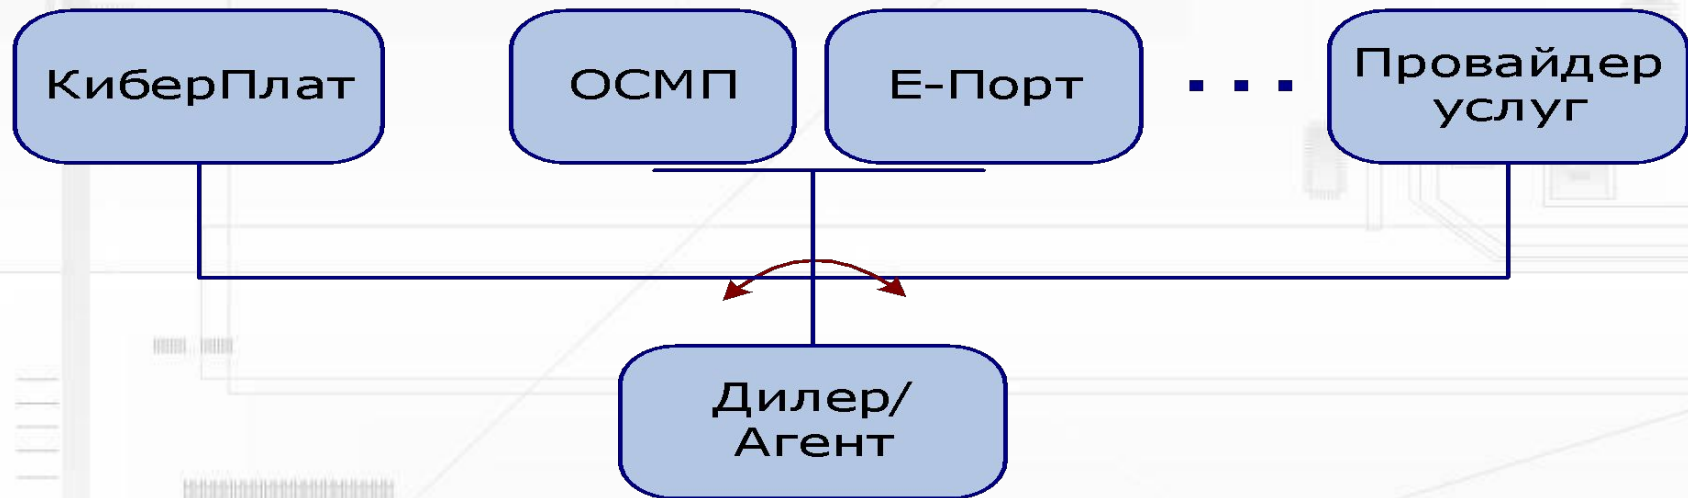 КиберПлат
ОСМП
Е-Порт
. . .
Провайдер
услуг
Дилер/
Агент